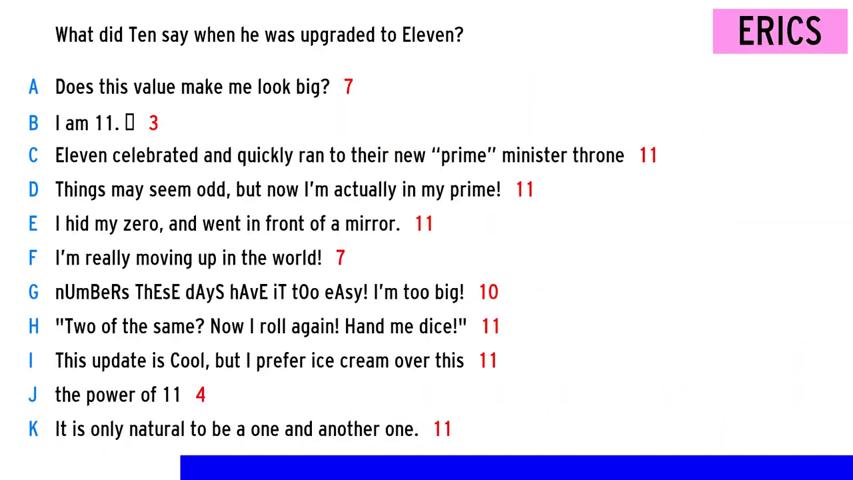 What did Ten say when he was upgraded to Eleven?
ERICS
A Does this value make me look big? 7
B I am 11. 3
C Eleven celebrated and quickly ran to their new “prime” minister throne 11
D Things may seem odd, but now I'm actually in my prime! 11
E I hid my zero, and went in front of a mirror. 11
F I'm really moving up in the world! 7
G nUmBeRs ThEsE dAyS hAvE iT tOo eAsy! I'm too big! 10
H "Two of the same? Now I roll again! Hand me dice!" 11
I This update is Cool, but I prefer ice cream over this 11
J the power of 11 4
K It is only natural to be a one and another one. 11